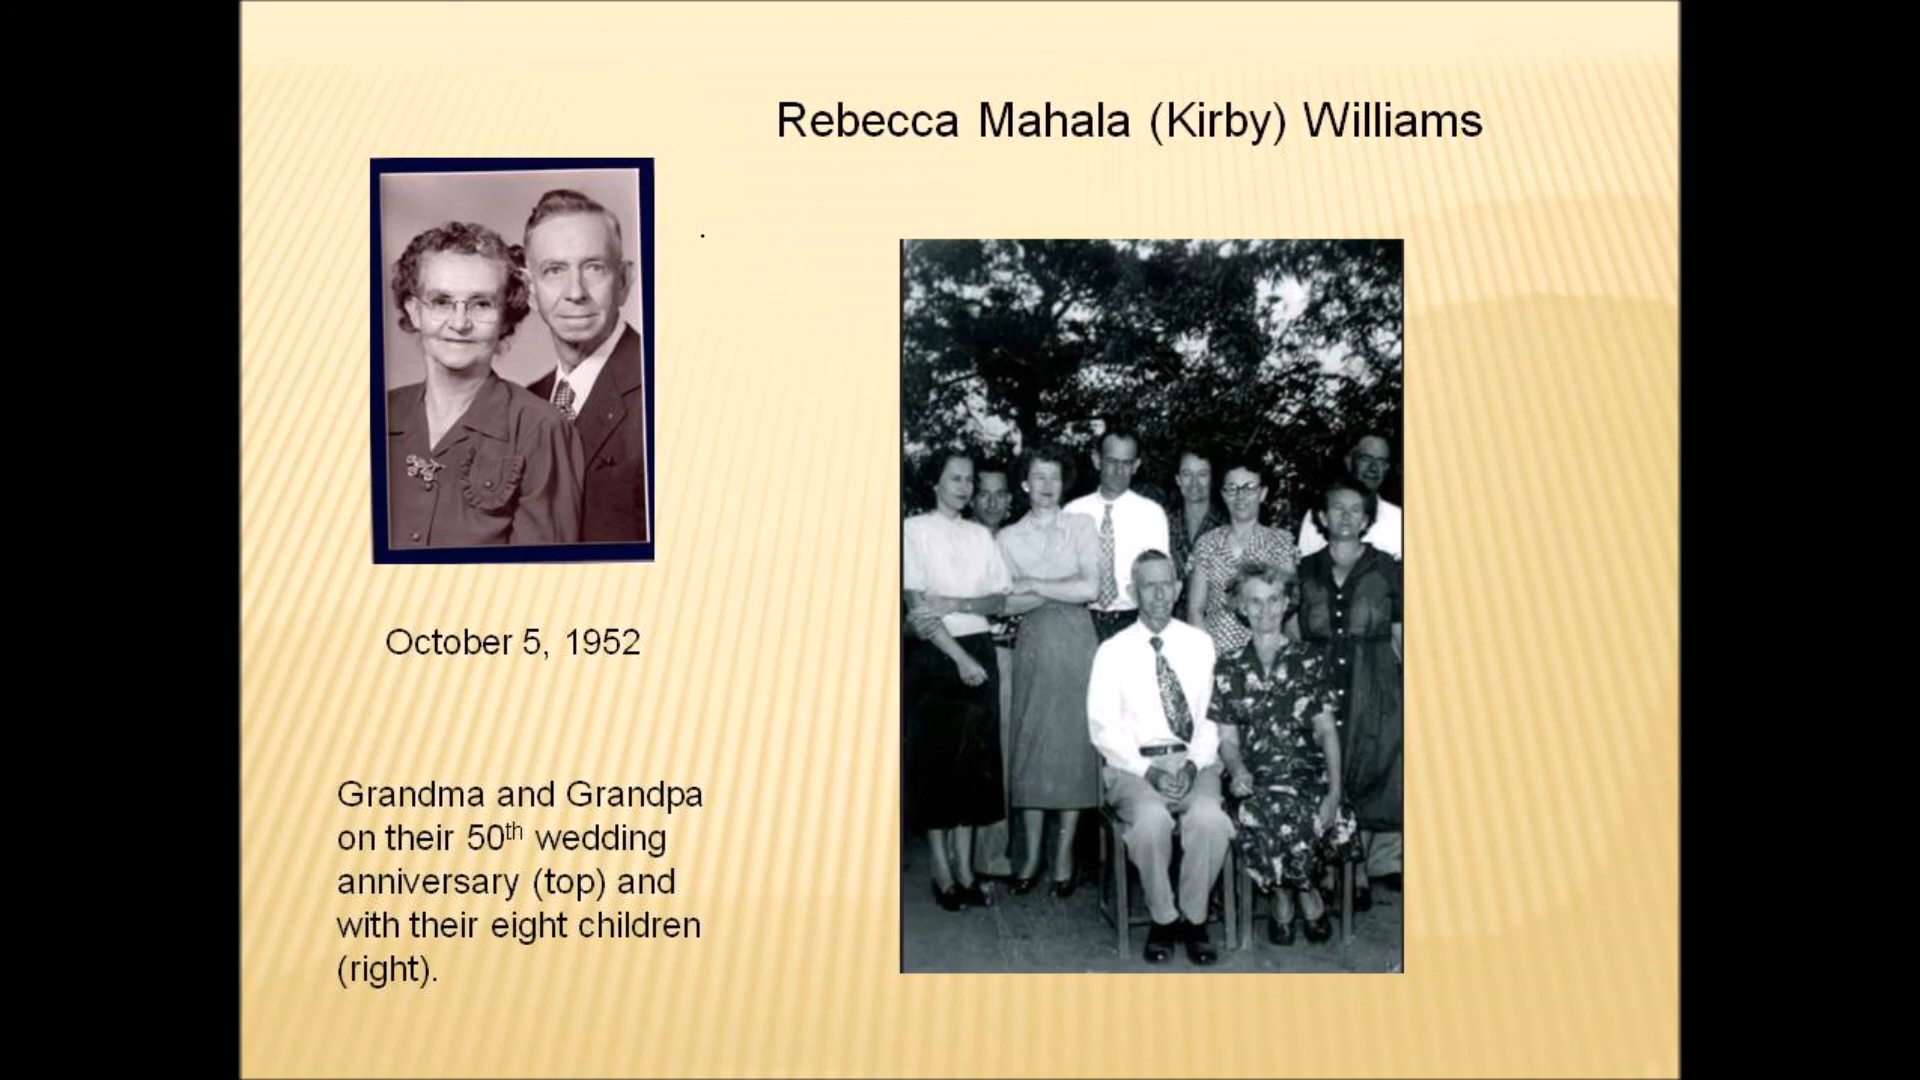 Rebecca Mahala (Kirby) Williams
.
October 5, 1952
Grandma and Grandpa
on their 50th wedding
anniversary (top) and
with their eight children
(right).